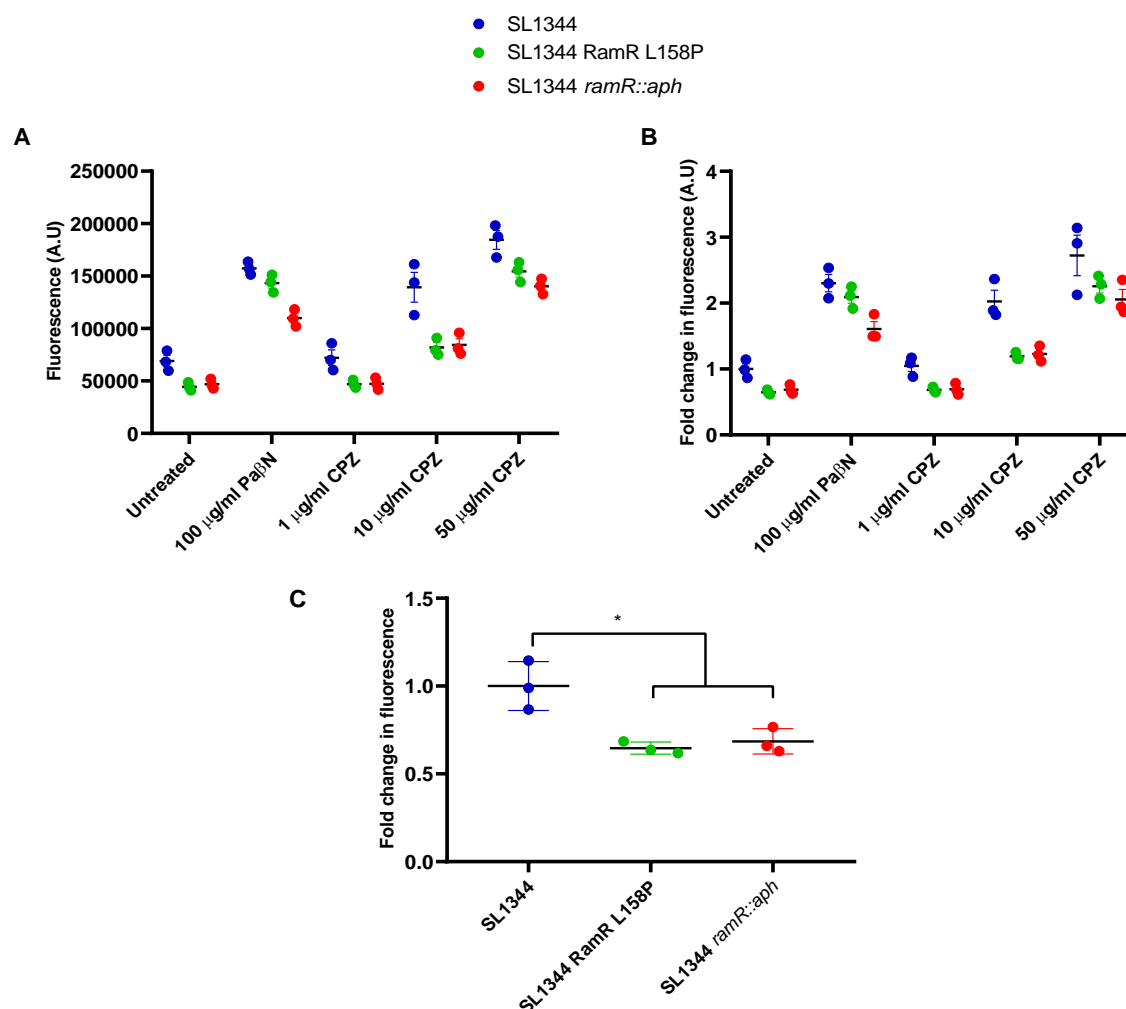 SL1344
SL1344 RamR L158P
SL1344 ramR::aph
A
Fluorescence (A.U)
250000
200000
150000
100000
50000
0
Untreated
100 μg/ml PaβN
1 μg/ml CPZ
10 μg/ml CPZ
50 μg/ml CPZ
B
Fold change in fluorescence (A.U)
4
3
2
1
0
Untreated
100 μg/ml PaβN
1 μg/ml CPZ
10 μg/ml CPZ
50 μg/ml CPZ
C
Fold change in fluorescence
1.5
1.0
0.5
0.0
*
SL1344
SL1344 RamR L158P
SL1344 ramR::aph